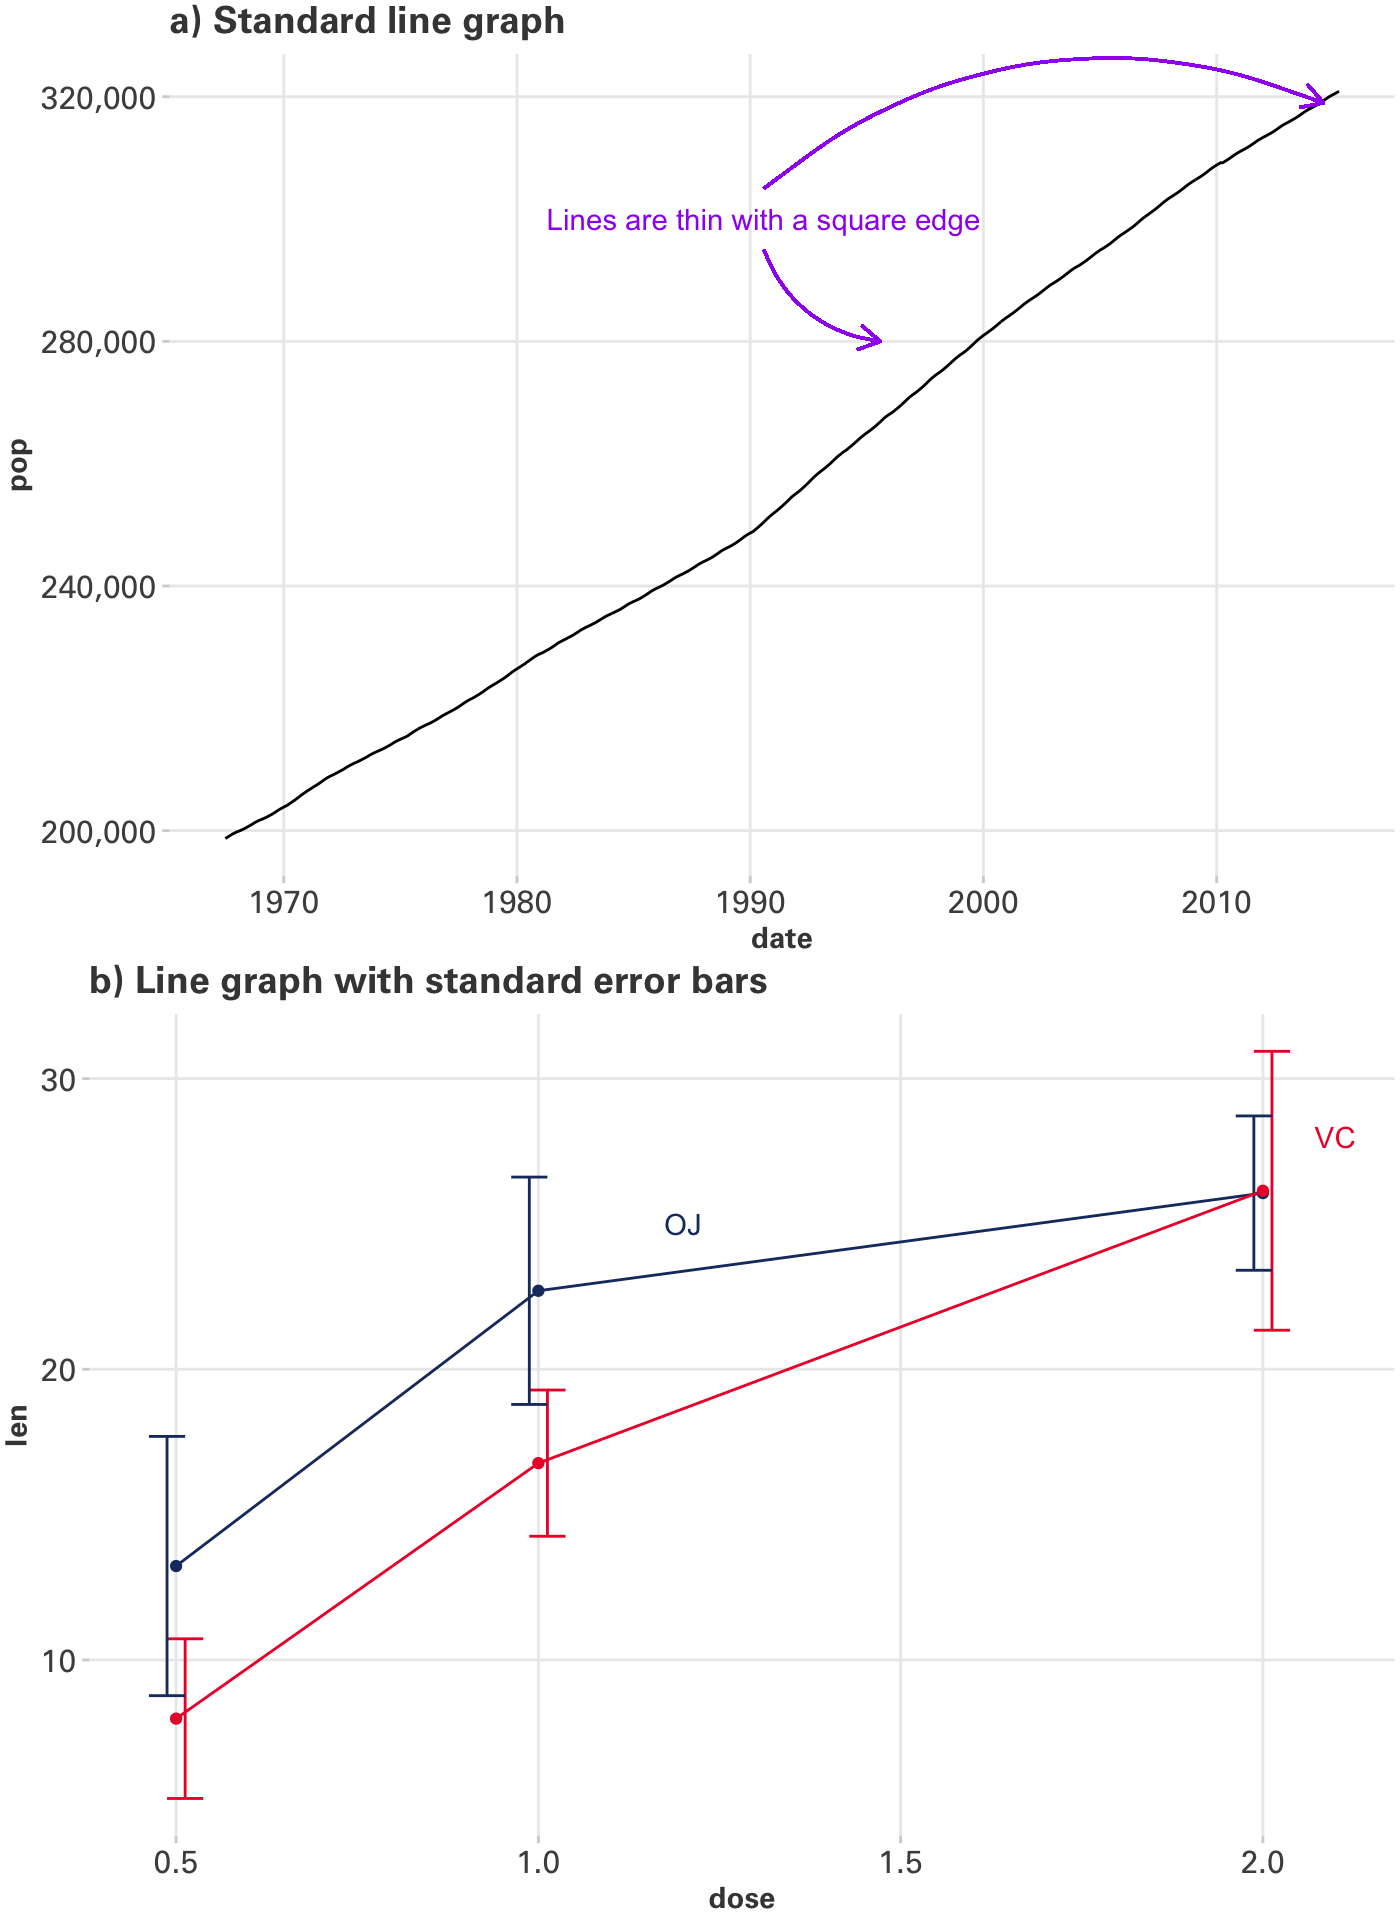 a) Standard line graph
320,000
Lines are thin with a square edge
280,000
pop
240,000
200,000
1970 1980 1990 2000 2010
date
b) Line graph with standard error bars
30
VC
OJ
20
len
10
0.5 1.0 1.5 2.0
dose